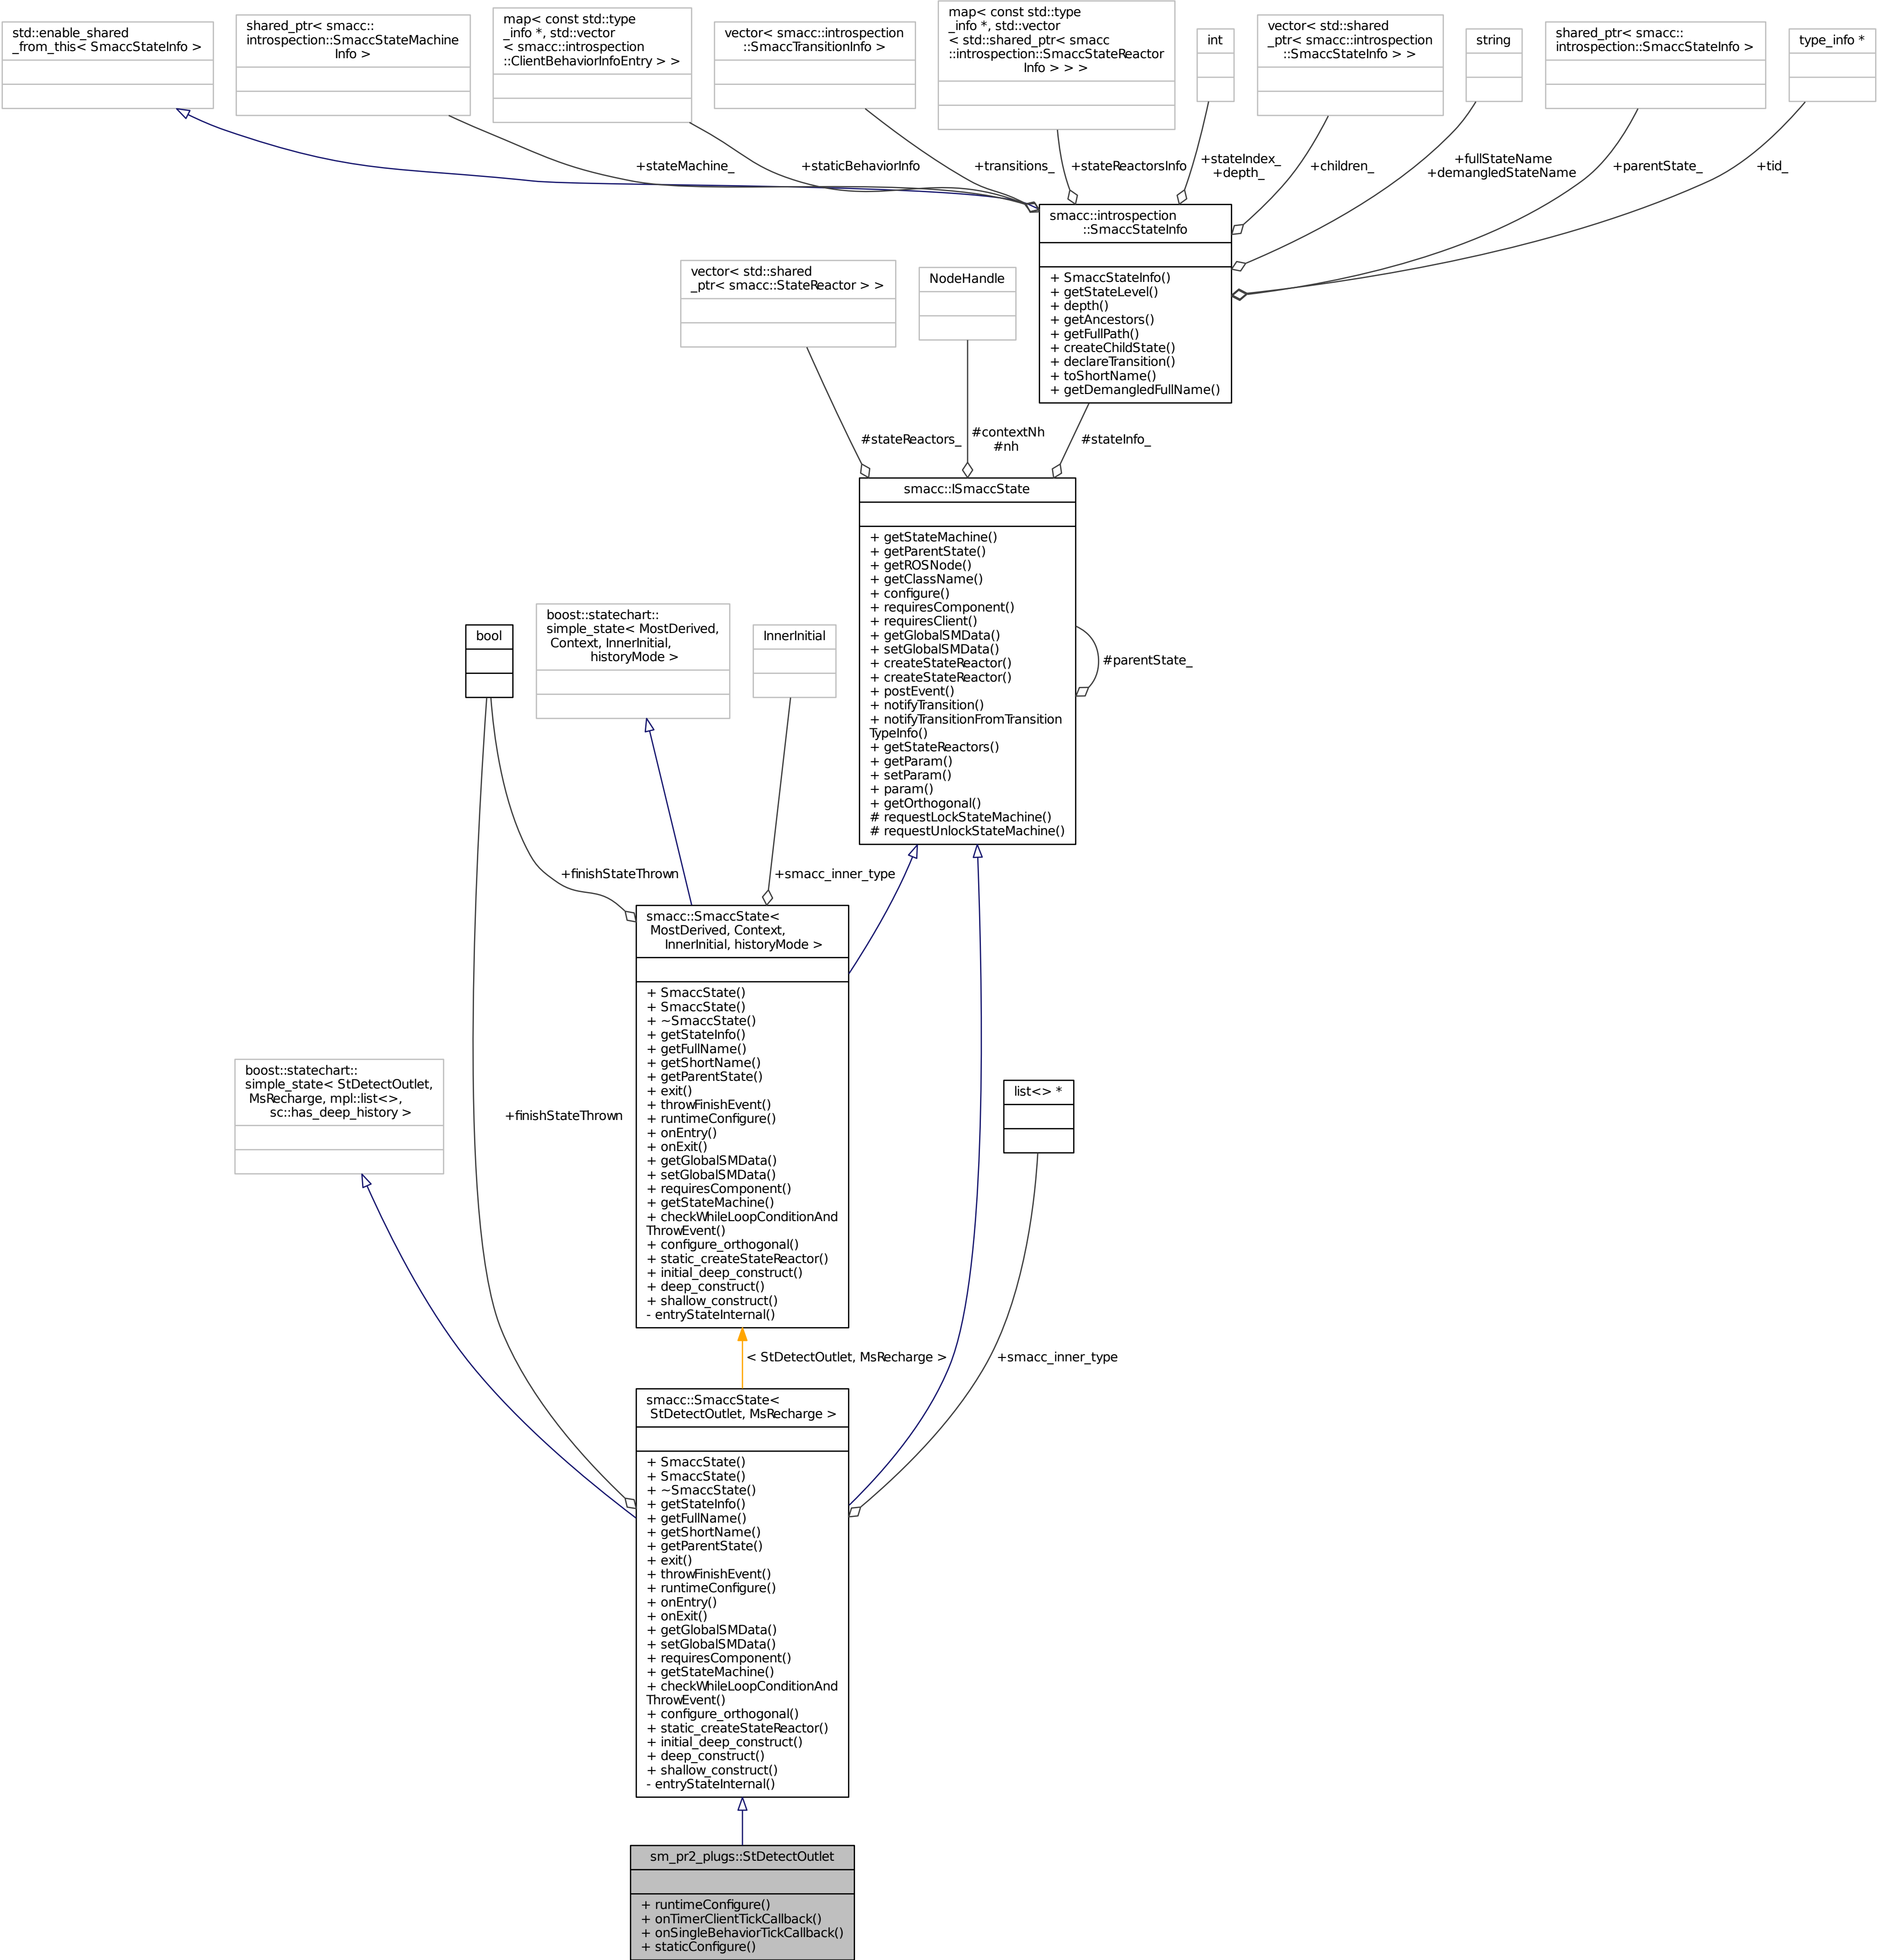 std::enable_shared
_from_this< SmaccStateInfo >
shared_ptr< smacc::
introspection::SmaccStateMachine
Info >
map< const std::type
_info *, std::vector
< smacc::introspection
::ClientBehaviorInfoEntry > >
vector< smacc::introspection
::SmaccTransitionInfo >
map< const std::type
_info *, std::vector
< std::shared_ptr< smacc
::introspection::SmaccStateReactor
Info > > >
int
vector< std::shared
_ptr< smacc::introspection
::SmaccStateInfo > >
string
shared_ptr< smacc::
introspection::SmaccStateInfo >
type_info *
+stateMachine_
+staticBehaviorInfo
+transitions_
+stateReactorsInfo
+stateIndex_
+depth_
+children_
+fullStateName
+demangledStateName
+parentState_
+tid_
smacc::introspection
::SmaccStateInfo
+ SmaccStateInfo()
+ getStateLevel()
+ depth()
+ getAncestors()
+ getFullPath()
+ createChildState()
+ declareTransition()
+ toShortName()
+ getDemangledFullName()
vector< std::shared
_ptr< smacc::StateReactor > >
NodeHandle
#stateReactors_
#contextNh
#nh
#stateInfo_
smacc::ISmaccState
+ getStateMachine()
+ getParentState()
+ getROSNode()
+ getClassName()
+ configure()
+ requiresComponent()
+ requiresClient()
+ getGlobalSMData()
+ setGlobalSMData()
+ createStateReactor()
+ createStateReactor()
+ postEvent()
+ notifyTransition()
+ notifyTransitionFromTransition
TypeInfo()
+ getStateReactors()
+ getParam()
+ setParam()
+ param()
+ getOrthogonal()
# requestLockStateMachine()
# requestUnlockStateMachine()
#parentState_
bool
boost::statechart::
simple_state< MostDerived,
Context, InnerInitial,
historyMode >
InnerInitial
+finishStateThrown
+smacc_inner_type
smacc::SmaccState<
MostDerived, Context,
InnerInitial, historyMode >
+ SmaccState()
+ SmaccState()
+ ~SmaccState()
+ getStateInfo()
+ getFullName()
+ getShortName()
+ getParentState()
+ exit()
+ throwFinishEvent()
+ runtimeConfigure()
+ onEntry()
+ onExit()
+ getGlobalSMData()
+ setGlobalSMData()
+ requiresComponent()
+ getStateMachine()
+ checkWhileLoopConditionAnd
ThrowEvent()
+ configure_orthogonal()
+ static_createStateReactor()
+ initial_deep_construct()
+ deep_construct()
+ shallow_construct()
- entryStateInternal()
boost::statechart::
simple_state< StDetectOutlet,
MsRecharge, mpl::list<>,
sc::has_deep_history >
+finishStateThrown
list<> *
< StDetectOutlet, MsRecharge >
+smacc_inner_type
smacc::SmaccState<
StDetectOutlet, MsRecharge >
+ SmaccState()
+ SmaccState()
+ ~SmaccState()
+ getStateInfo()
+ getFullName()
+ getShortName()
+ getParentState()
+ exit()
+ throwFinishEvent()
+ runtimeConfigure()
+ onEntry()
+ onExit()
+ getGlobalSMData()
+ setGlobalSMData()
+ requiresComponent()
+ getStateMachine()
+ checkWhileLoopConditionAnd
ThrowEvent()
+ configure_orthogonal()
+ static_createStateReactor()
+ initial_deep_construct()
+ deep_construct()
+ shallow_construct()
- entryStateInternal()
sm_pr2_plugs::StDetectOutlet
+ runtimeConfigure()
+ onTimerClientTickCallback()
+ onSingleBehaviorTickCallback()
+ staticConfigure()